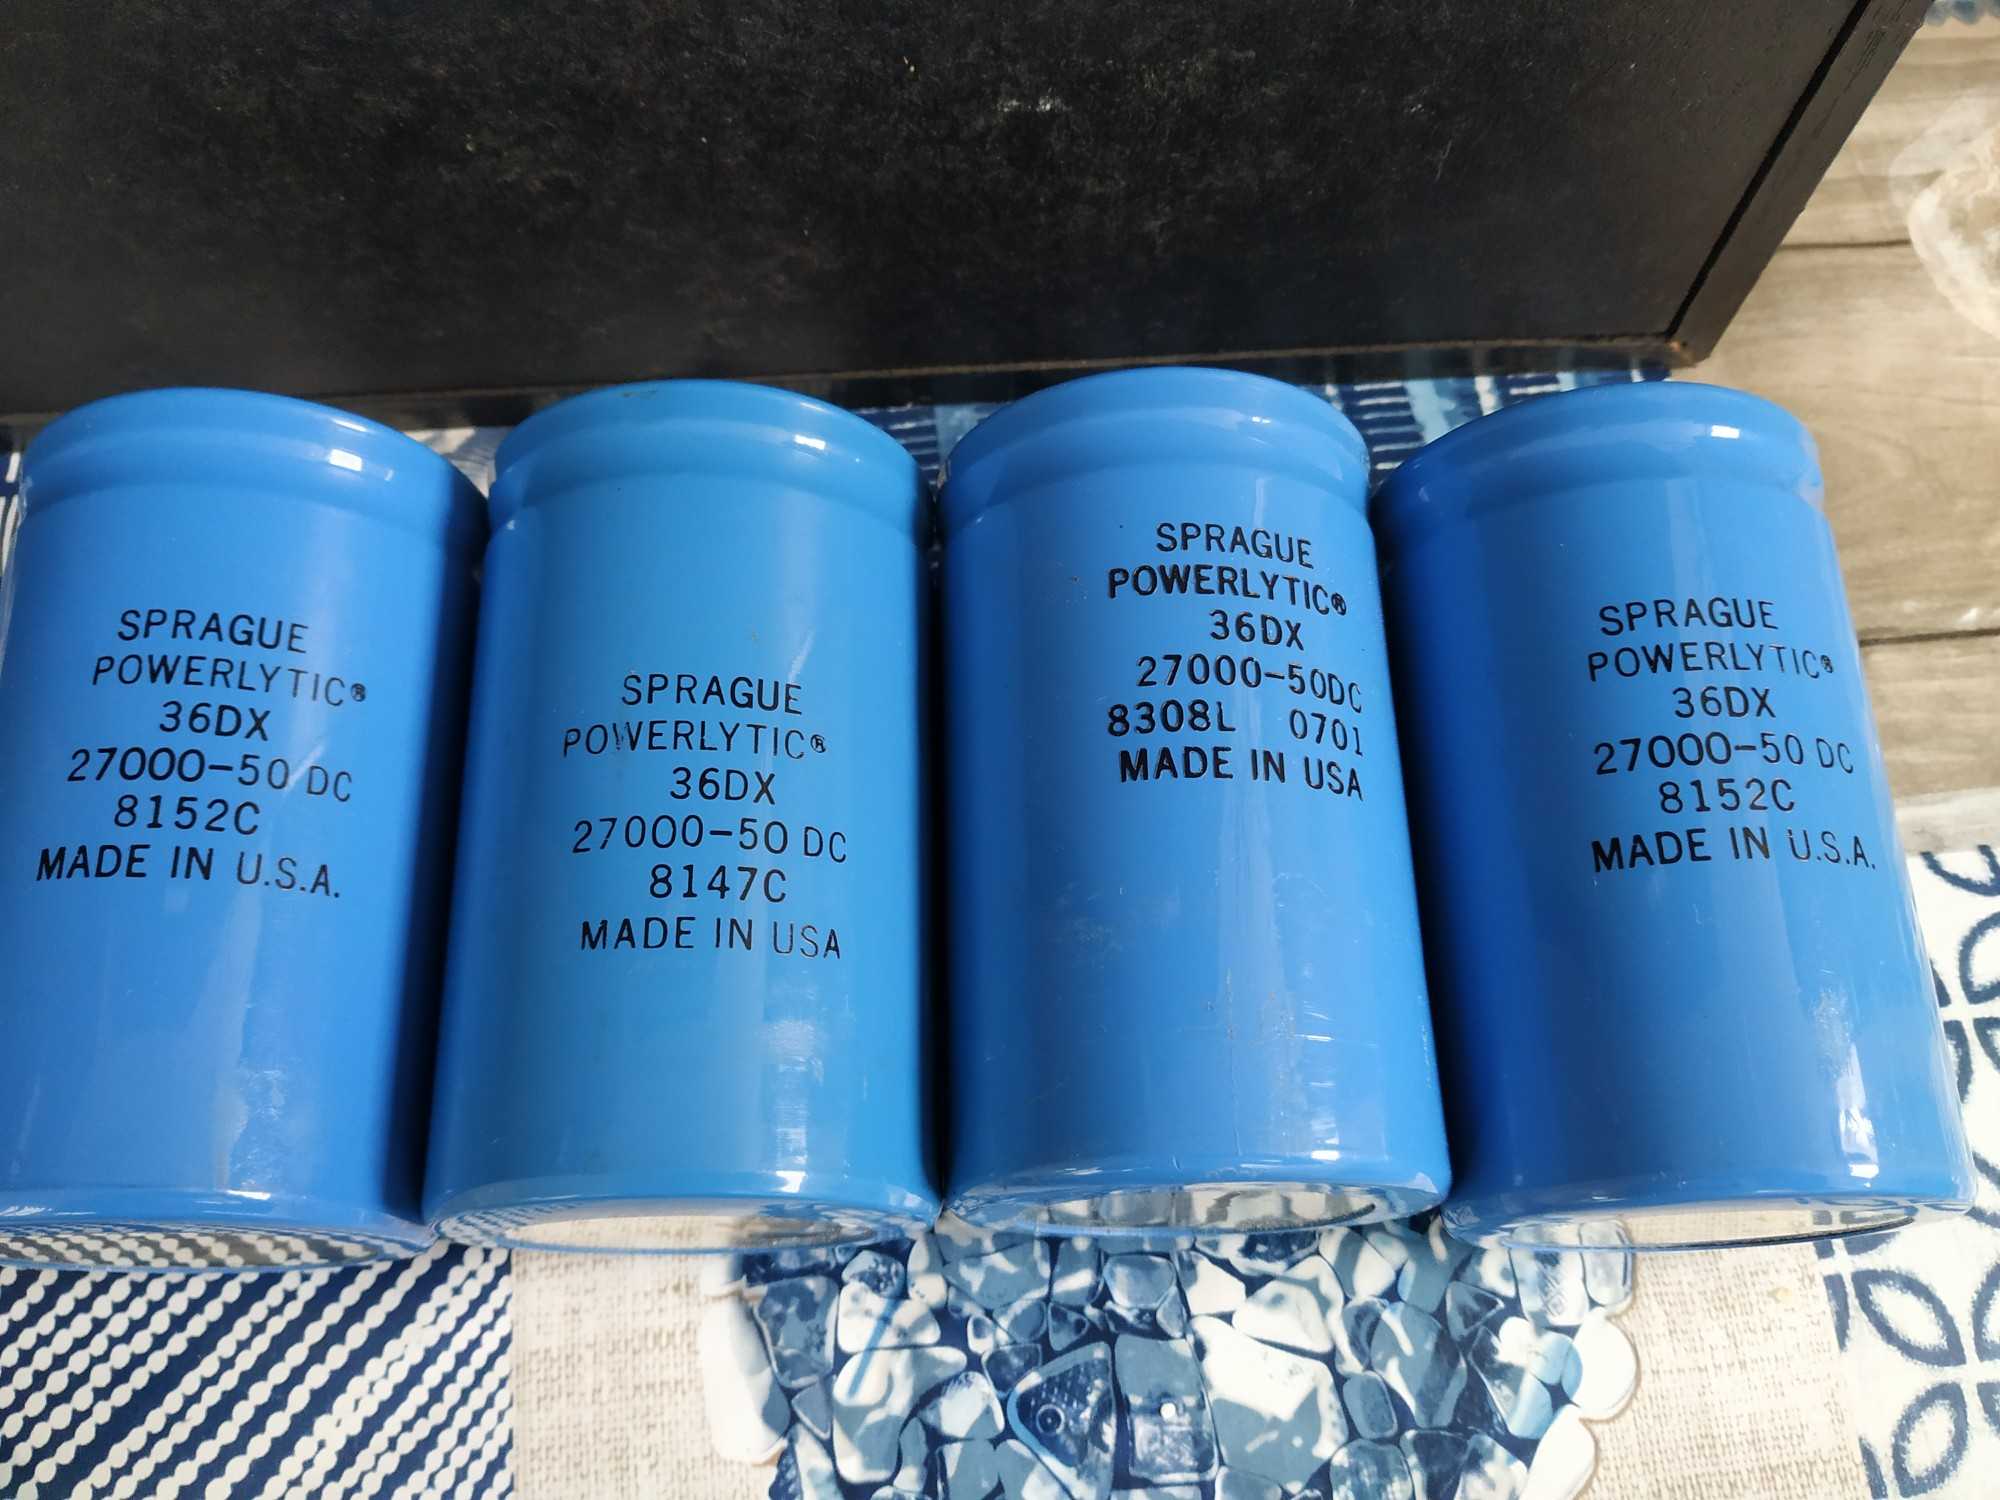 SPRAGUE
POWERLYTIC®
36DX
27000-50 DC
8152C
MADE IN U.S.A.
SPRAGUE
POWERLYTIC®
36DX
27000-50 DC
8147C
MADE IN USA
SPRAGUE
POWERLYTIC®
36DX
27000-50DC
8308L 0701
MADE IN USA
SPRAGUE
POWERLYTIC®
36DX
27000-50 DC
8152C
MADE IN U.S.A.